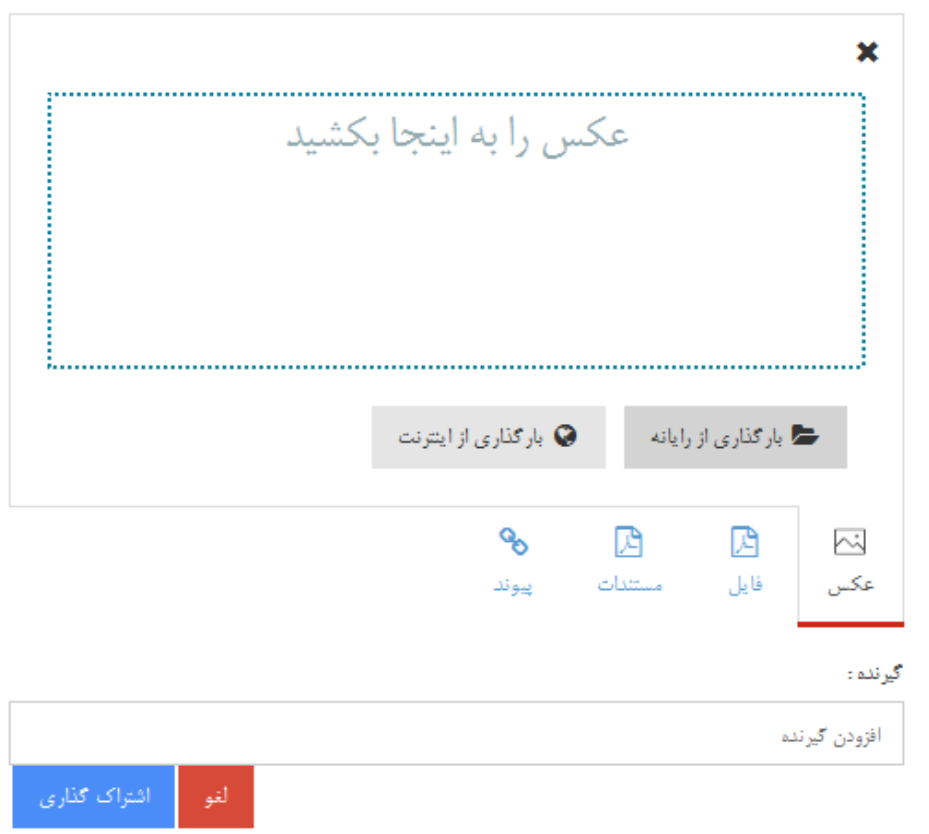 عکس را به اینجا بکشید
بارگذاری از رایانه بارگذاری از اینترنت
عکس فایل مستندات پیوند
گیرنده :
افزودن گیرنده
لغو اشتراک گذاری